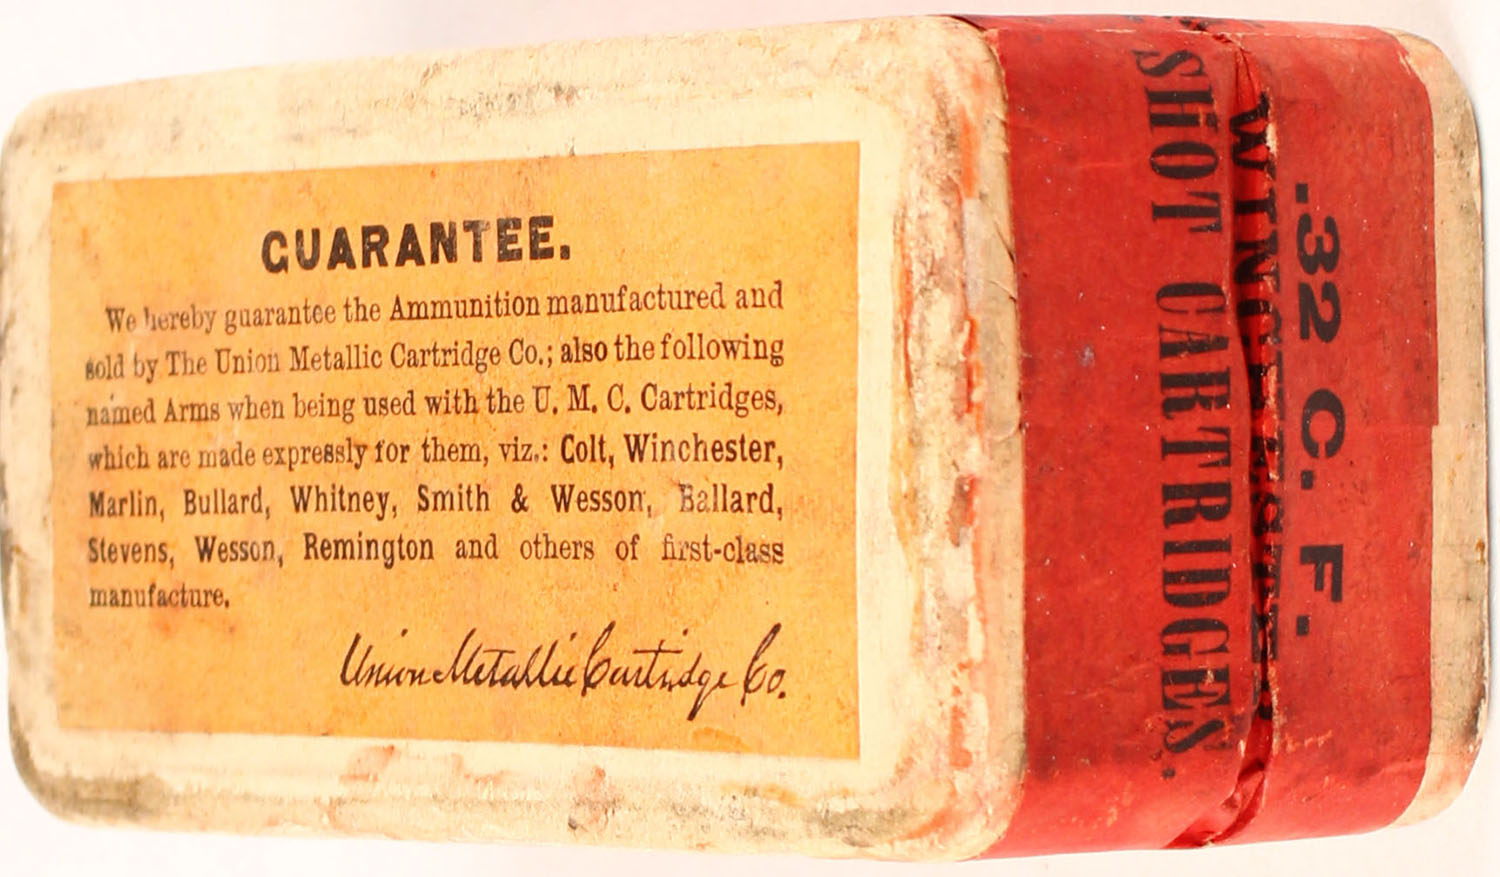 GUARANTEE.
We hereby guarantee the Ammunition manufactured and
sold by The Union Metallic Cartridge Co.; also the following
named Arms when being used with the U. M. C. Cartridges,
which are made expressly for them, viz.: Colt, Winchester,
Marlin, Bullard, Whitney, Smith & Wesson, Ballard,
Stevens, Wesson, Remington and others of first-class
manufacture.
Union Metallic Cartridge Co.
.32 C. F.
WINCHESTER
SHOT CARTRIDGES.